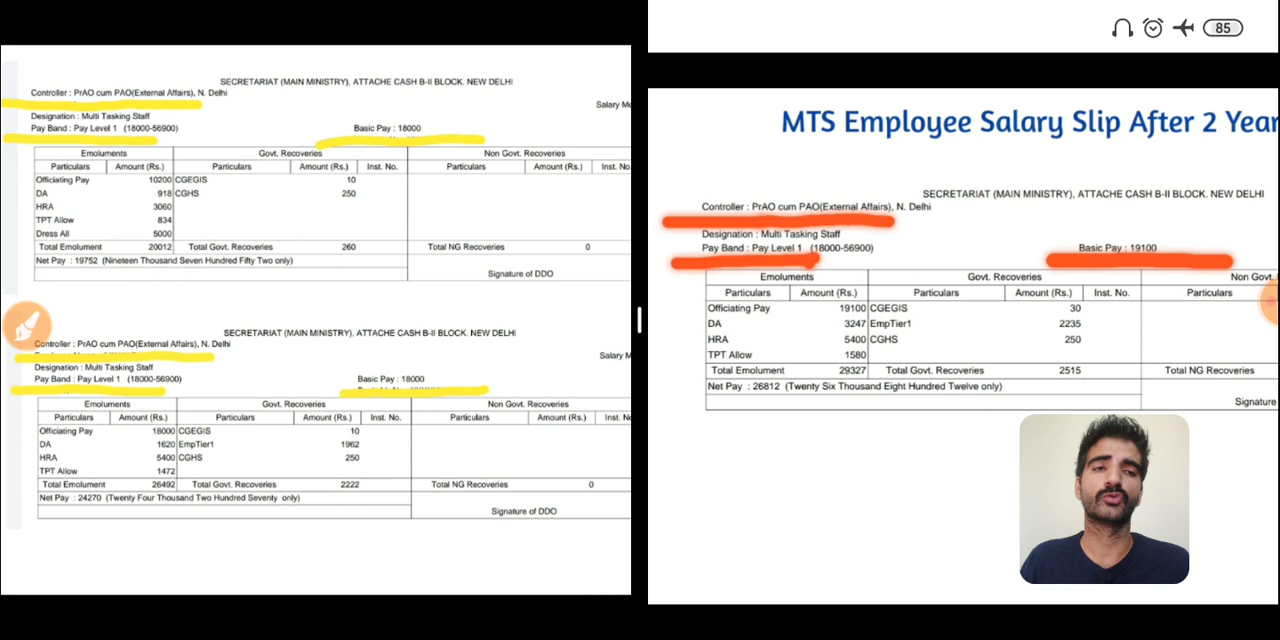 SECRETARIAT (MAIN MINISTRY), ATTACHE CASH B-II BLOCK. NEW DELHI
Controller : PrAO cum PAO(External Affairs), N. Delhi
Salary M
Designation : Multi Tasking Staff
Pay Band : Pay Level 1 (18000-56900) Basic Pay : 18000
Emoluments Govt. Recoveries Non Govt. Recoveries
Particulars Amount (Rs.) Particulars Amount (Rs.) Inst. No. Particulars Amount (Rs.) Inst. N
Officiating Pay 10200 CGEGIS 10
DA 918 CGHS 250
HRA 3060
TPT Allow 834
Dress All 5000
Total Emolument 20012 Total Govt. Recoveries 260 Total NG Recoveries 0
Net Pay : 19752 (Nineteen Thousand Seven Hundred Fifty Two only)
Signature of DDO
SECRETARIAT (MAIN MINISTRY), ATTACHE CASH B-II BLOCK. NEW DELHI
Controller : PrAO cum PAO(External Affairs), N. Delhi
Salary M
Designation : Multi Tasking Staff
Pay Band : Pay Level 1 (18000-56900) Basic Pay : 18000
Emoluments Govt. Recoveries Non Govt. Recoveries
Particulars Amount (Rs.) Particulars Amount (Rs.) Inst. No. Particulars Amount (Rs.) Inst. N
Officiating Pay 18000 CGEGIS 10
DA 1620 EmpTier1 1962
HRA 5400 CGHS 250
TPT Allow 1472
Total Emolument 26492 Total Govt. Recoveries 2222 Total NG Recoveries 0
Net Pay : 24270 (Twenty Four Thousand Two Hundred Seventy only)
Signature of DDO
85
MTS Employee Salary Slip After 2 Year
SECRETARIAT (MAIN MINISTRY), ATTACHE CASH B-II BLOCK. NEW DELHI
Controller : PrAO cum PAO(External Affairs), N. Delhi
Designation : Multi Tasking Staff
Pay Band : Pay Level 1 (18000-56900) Basic Pay : 19100
Emoluments Govt. Recoveries Non Govt.
Particulars Amount (Rs.) Particulars Amount (Rs.) Inst. No. Particulars
Officiating Pay 19100 CGEGIS 30
DA 3247 EmpTier1 2235
HRA 5400 CGHS 250
TPT Allow 1580
Total Emolument 29327 Total Govt. Recoveries 2515 Total NG Recoveries
Net Pay : 26812 (Twenty Six Thousand Eight Hundred Twelve only)
Signature